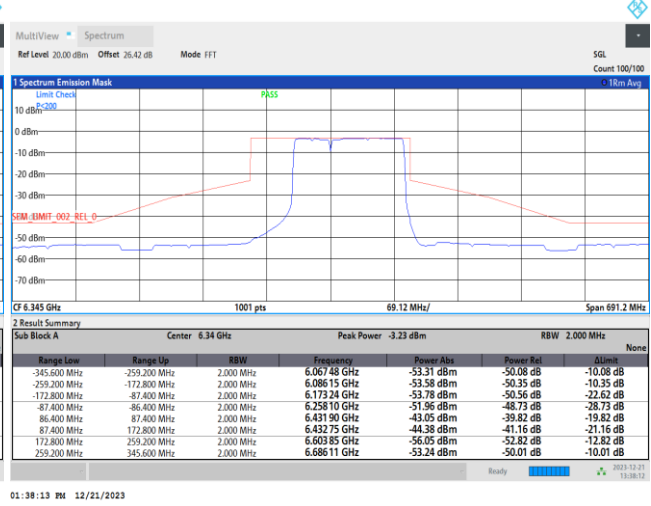 MultiView Spectrum
Ref Level 20.00 dBm Offset 26.42 dB Mode FFT SGL
Count 100/100
1 Spectrum Emission Mask 1Rm Avg
Limit Check PASS
P<200
10 dBm
0 dBm
-10 dBm
-20 dBm
-30 dBm
SEM_LIMIT_002_REL_0
-50 dBm
-60 dBm
-70 dBm
CF 6.345 GHz 1001 pts 69.12 MHz/ Span 691.2 MHz
2 Result Summary
Sub Block A Center 6.34 GHz Peak Power -3.23 dBm RBW 2.000 MHz
None
Range Low Range Up RBW Frequency Power Abs Power Rel ΔLimit
-345.600 MHz -259.200 MHz 2.000 MHz 6.067 48 GHz -53.31 dBm -50.08 dB -10.08 dB
-259.200 MHz -172.800 MHz 2.000 MHz 6.086 15 GHz -53.58 dBm -50.35 dB -10.35 dB
-172.800 MHz -87.400 MHz 2.000 MHz 6.173 24 GHz -53.78 dBm -50.56 dB -22.62 dB
-87.400 MHz -86.400 MHz 2.000 MHz 6.258 10 GHz -51.96 dBm -48.73 dB -28.73 dB
86.400 MHz 87.400 MHz 2.000 MHz 6.431 90 GHz -43.05 dBm -39.82 dB -19.82 dB
87.400 MHz 172.800 MHz 2.000 MHz 6.432 75 GHz -44.38 dBm -41.16 dB -21.16 dB
172.800 MHz 259.200 MHz 2.000 MHz 6.603 85 GHz -56.05 dBm -52.82 dB -12.82 dB
259.200 MHz 345.600 MHz 2.000 MHz 6.686 11 GHz -53.24 dBm -50.01 dB -10.01 dB
Ready 2023-12-21
13:38:12
01:38:13 PM 12/21/2023